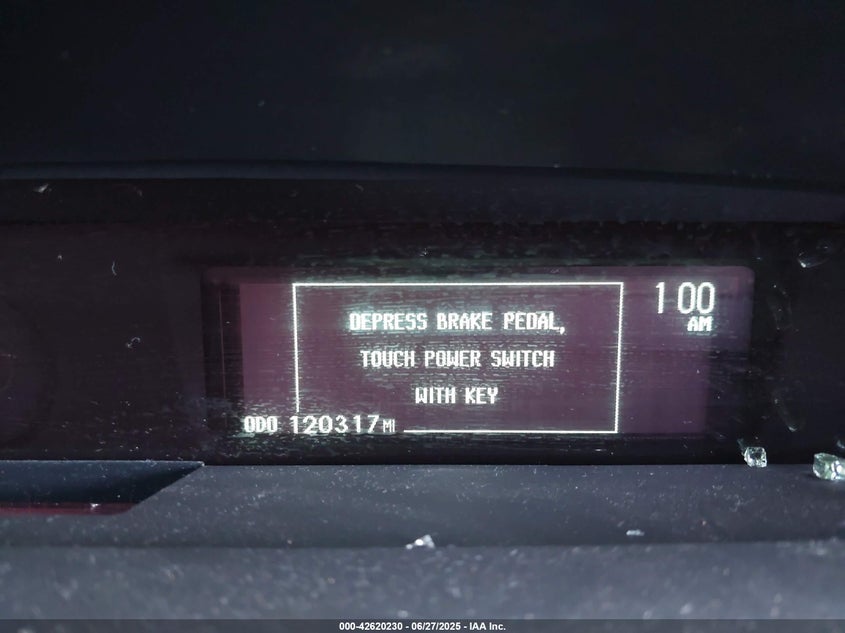 DEPRESS BRAKE PEDAL,
TOUCH POWER SWITCH
WITH KEY
1 00
AM
ODO 120317 MI
000-42620230 - 06/27/2025 - IAA Inc.